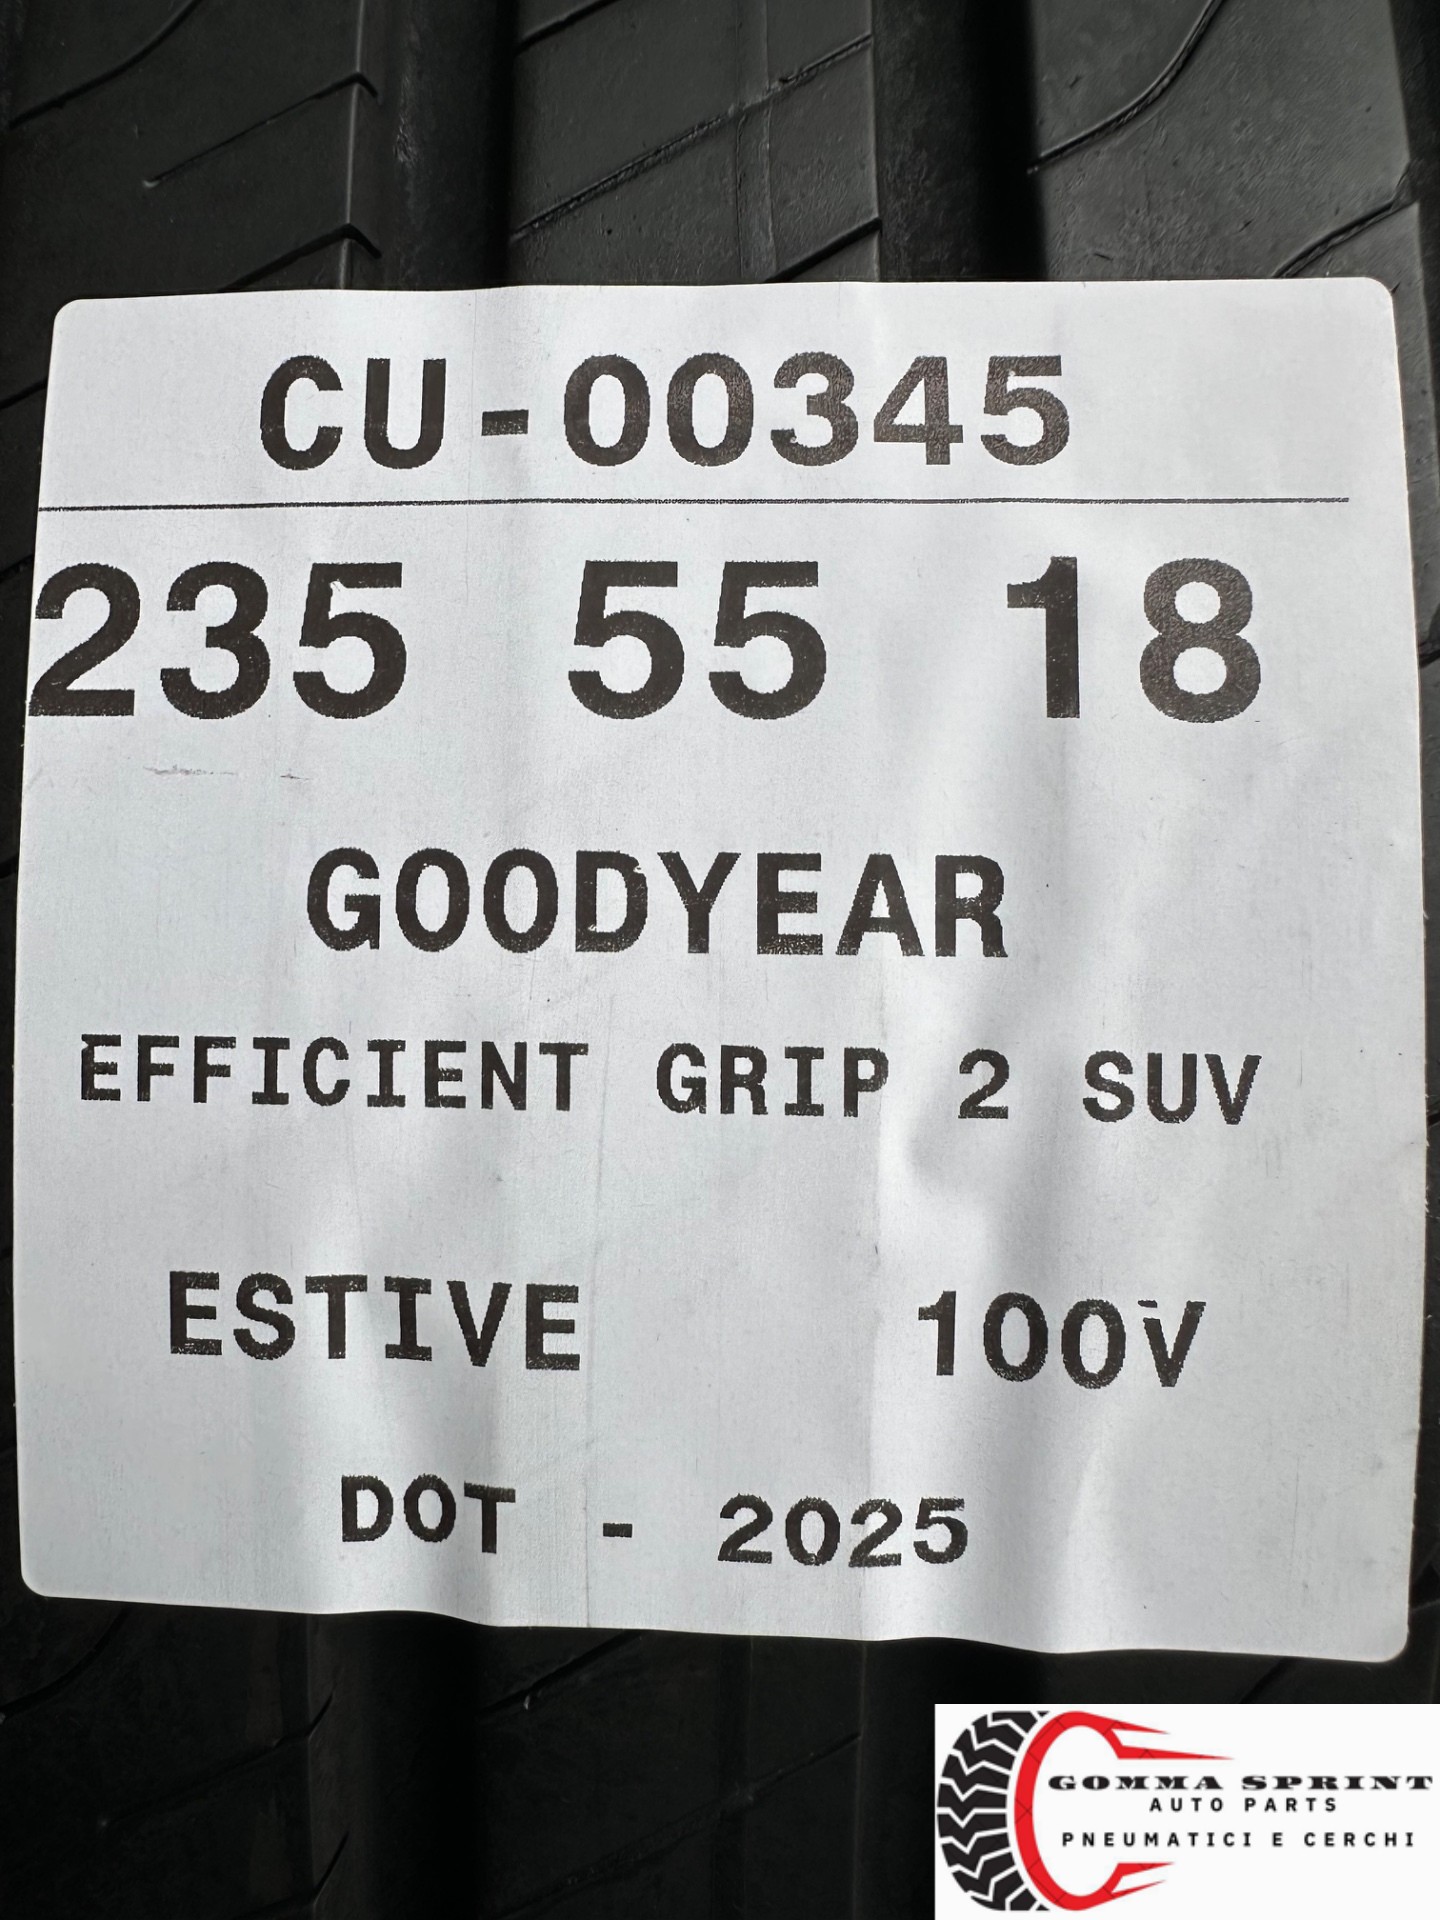 CU-00345
235 55 18
GOODYEAR
EFFICIENT GRIP 2 SUV
ESTIVE 100V
DOT - 2025
GOMMA SPRINT
AUTO PARTS
PNEUMATICI E CERCHI